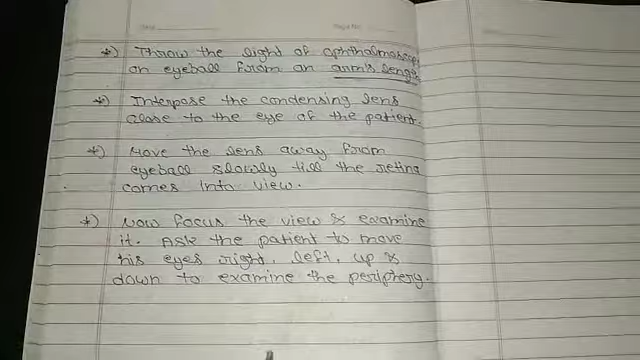 *) Throw the light of ophthalmoscope
on eyeball from an arm's length
*) Interpose the condensing lens
close to the eye of the patient.
*) Move the lens away from
eyeball slowly till the retina
comes into view.
*) Now focus the view & examine
it. Ask the patient to move
his eyes right, left, up &
down to examine the periphery.